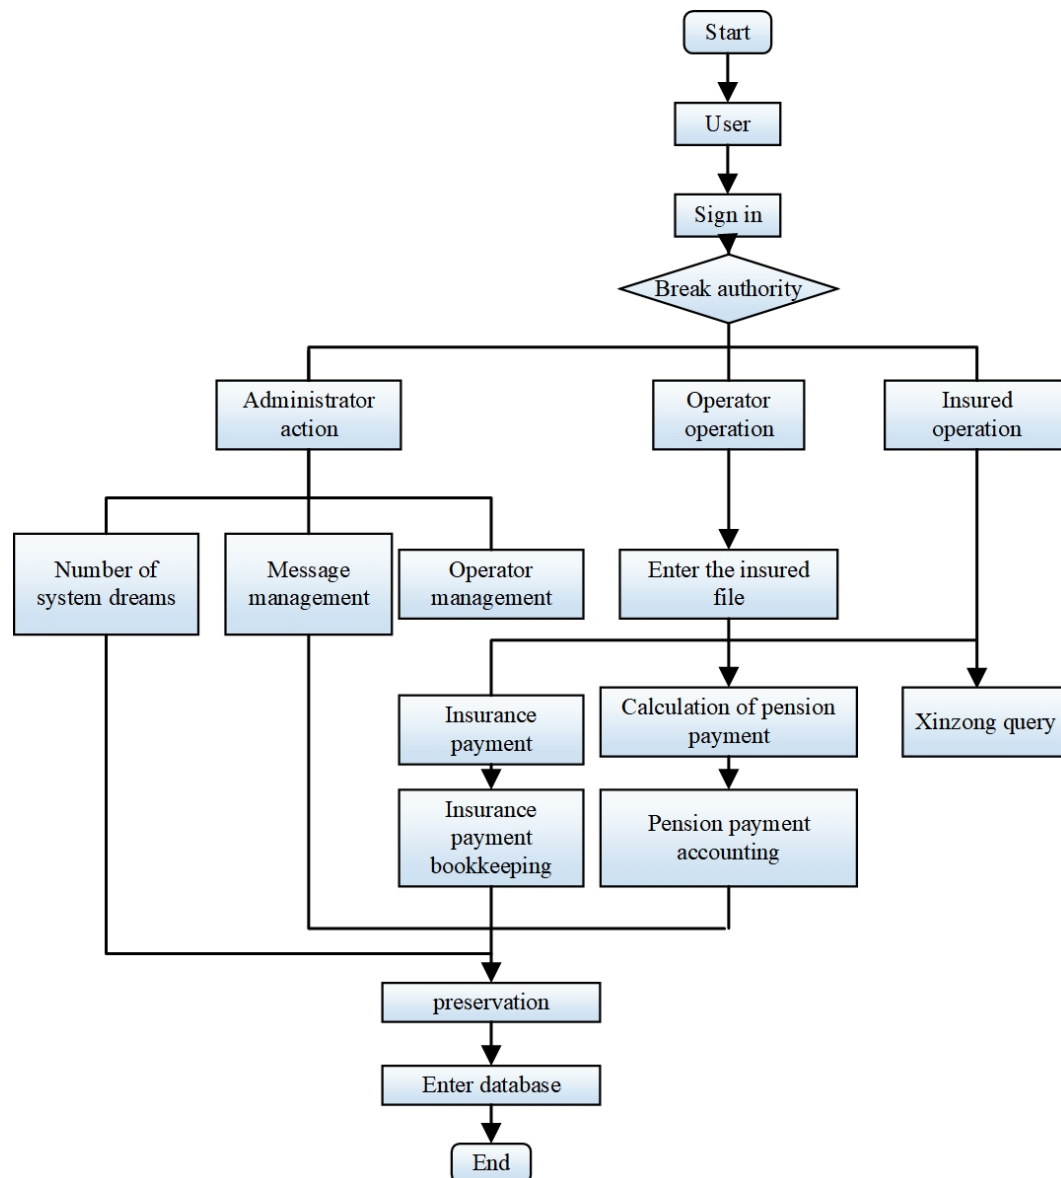 Start
User
Sign in
Break authority
Administrator
action
Operator
operation
Insured
operation
Number of
system dreams
Message
management
Operator
management
Enter the insured
file
Insurance
payment
Calculation of pension
payment
Xinzong query
Insurance
payment
bookkeeping
Pension payment
accounting
preservation
Enter database
End